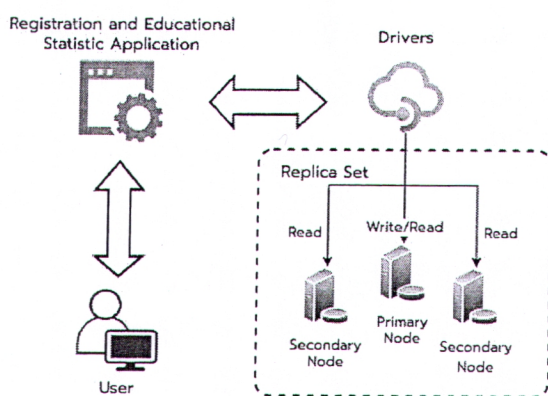 Registration and Educational
Statistic Application
Drivers
Replica Set
Read
Write/Read
Read
Secondary
Node
Primary
Node
Secondary
Node
User